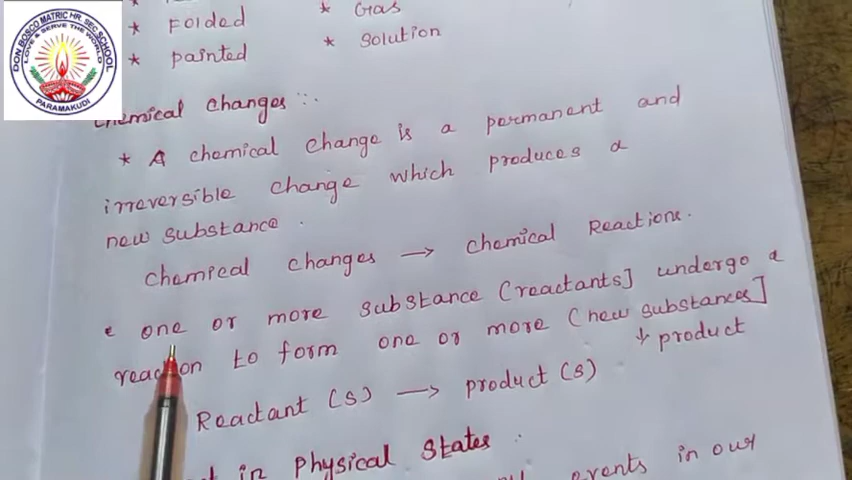 DON BOSCO MATRIC HR. SEC SCHOOL
LOVE & SERVE THE WORLD
PARAMAKUDI
* Folded * Gas
* painted * solution
Chemical changes :-.
* A chemical change is a permanent and
irreversible change which produces a
new substance.
Chemical changes → chemical Reactions.
* one or more substance (reactants] undergo a
reaction to form one or more (new substances]
↓ product
Reactant (s) → product (s)
in physical states.
events in our